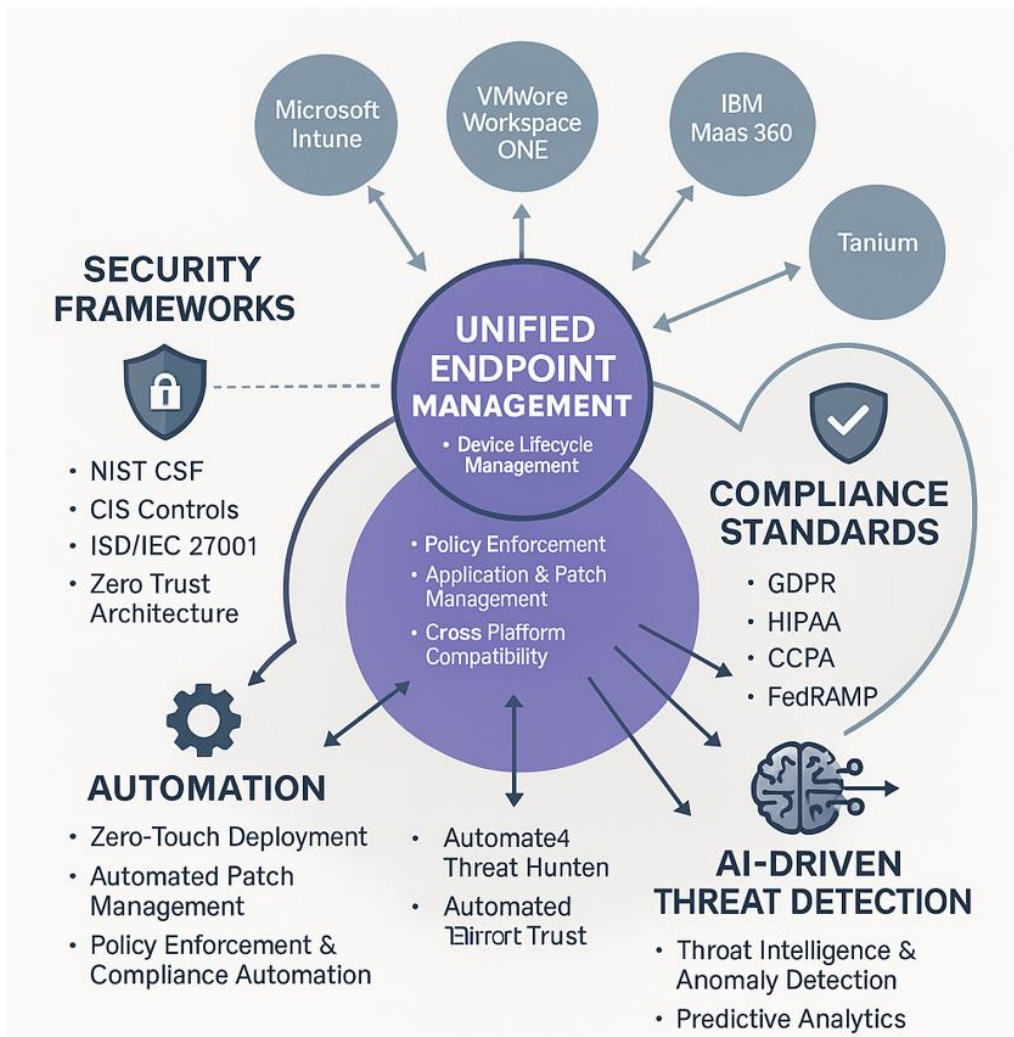 Microsoft
Intune
VMWore
Workspace
ONE
IBM
Maas 360
Tanium
SECURITY
FRAMEWORKS
• NIST CSF
• CIS Controls
• ISD/IEC 27001
• Zero Trust
Architecture
UNIFIED
ENDPOINT
MANAGEMENT
• Device Lifecycle
Management
• Policy Enforcement
• Application & Patch
Management
• Cross Plafform
Compatibility
COMPLIANCE
STANDARDS
• GDPR
• HIPAA
• CCPA
• FedRAMP
AUTOMATION
• Zero-Touch Deployment
• Automated Patch
Management
• Policy Enforcement &
Compliance Automation
• Automate4
Threat Hunten
• Automated
Trust
AI-DRIVEN
THREAT DETECTION
• Throat Intelligence &
Anomaly Detection
• Predictive Analytics